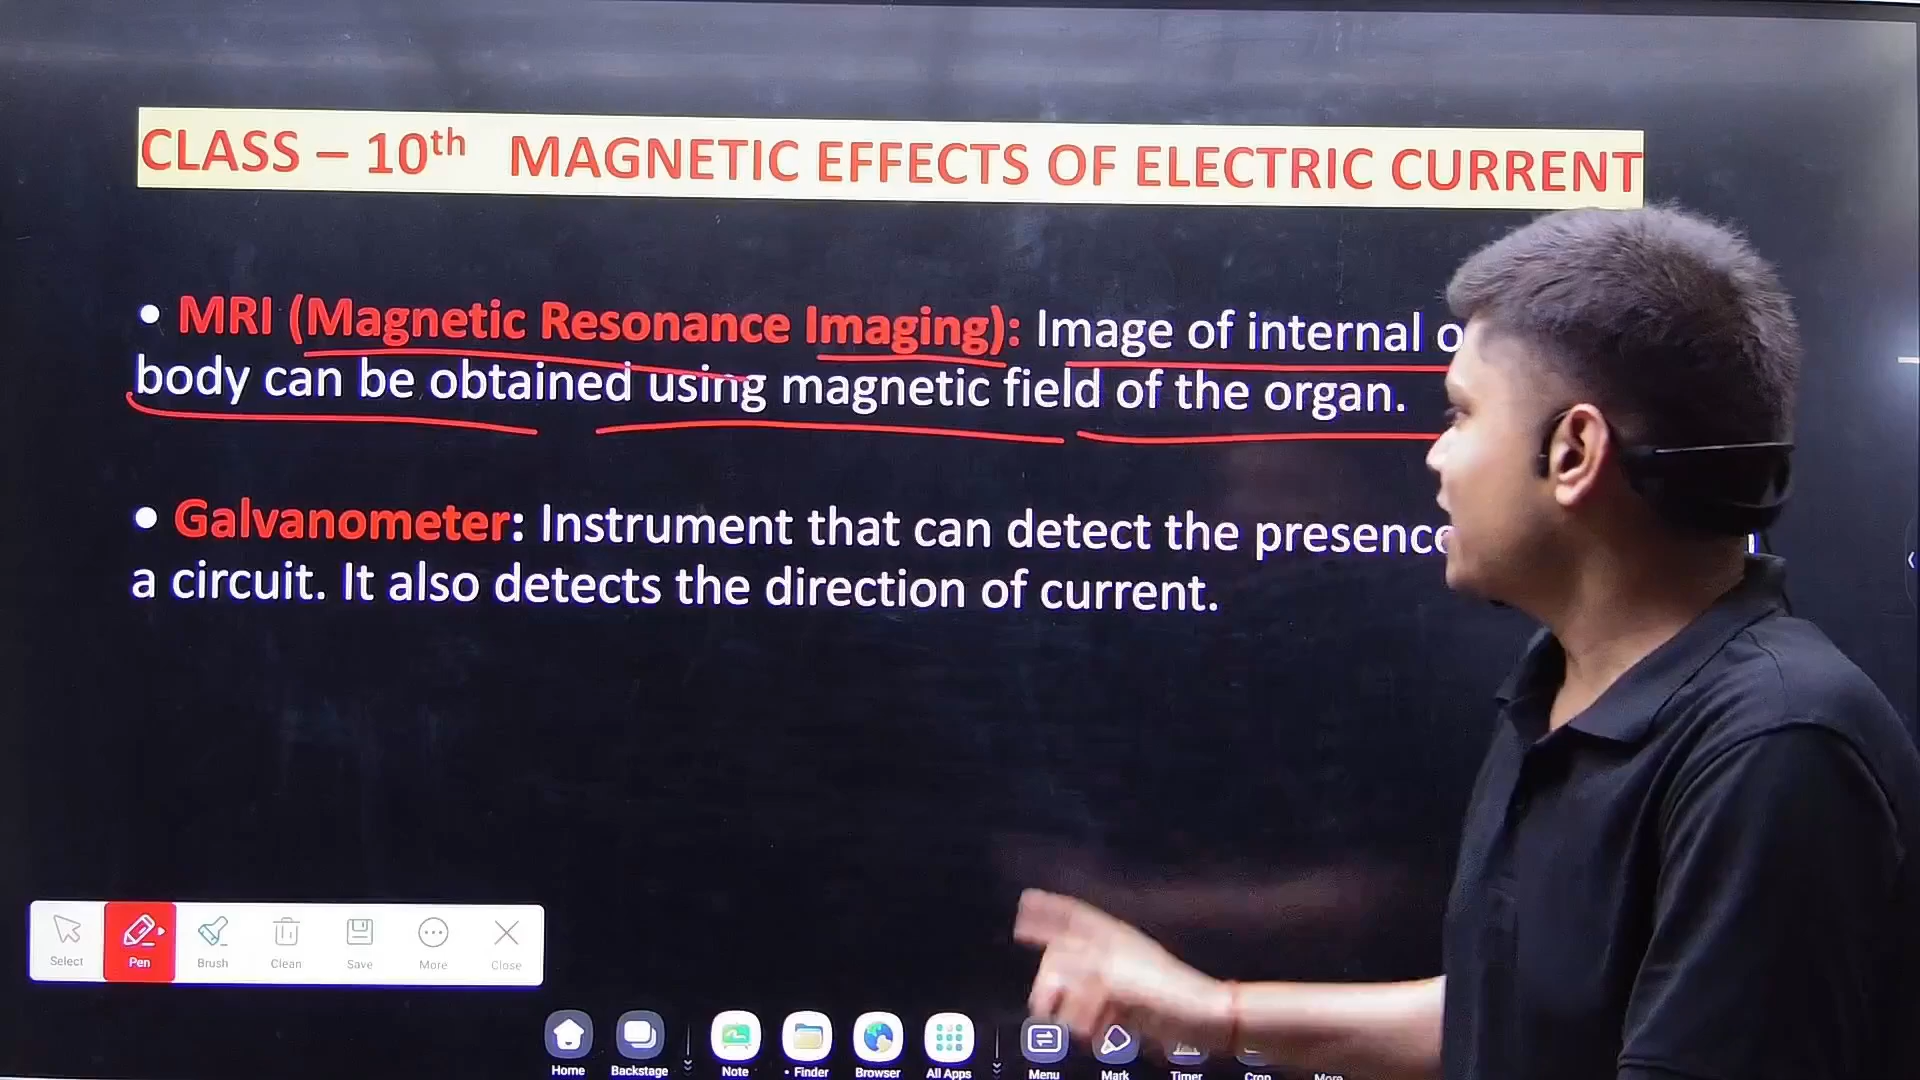 CLASS – 10th MAGNETIC EFFECTS OF ELECTRIC CURRENT
• MRI (Magnetic Resonance Imaging): Image of internal
body can be obtained using magnetic field of the organ.
• Galvanometer: Instrument that can detect the
a circuit. It also detects the direction of current.
Select Pen Brush Clean Save More Close
Home Backstage Note • Finder Browser All Apps Menu Mark Timer Crop More